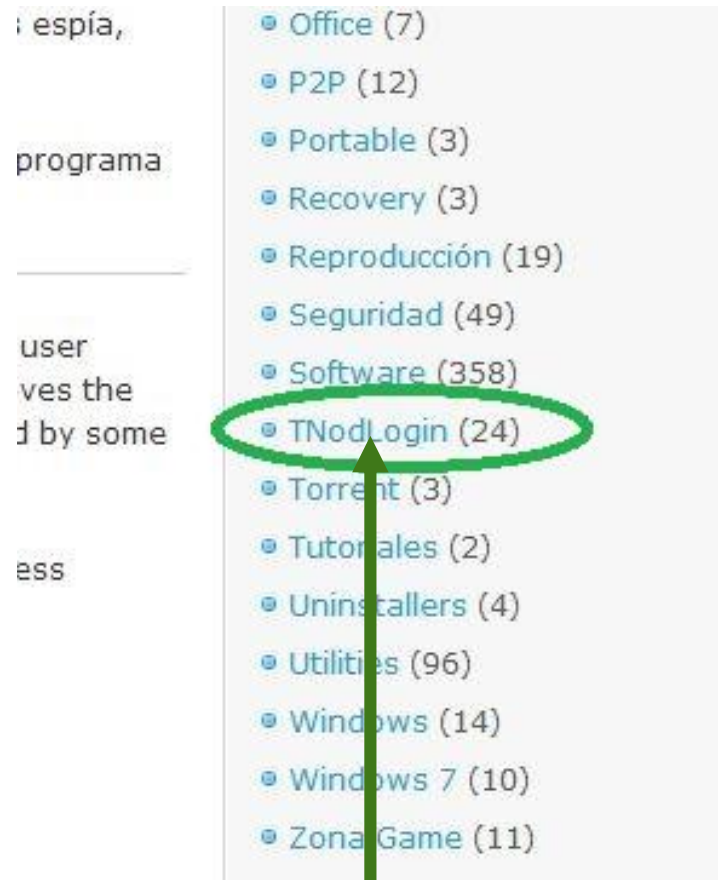 s espía,
programa
user
ves the
d by some
ess
Office (7)
P2P (12)
Portable (3)
Recovery (3)
Reproducción (19)
Seguridad (49)
Software (358)
TNodLogin (24)
Torrent (3)
Tutoriales (2)
Uninstallers (4)
Utilities (96)
Windows (14)
Windows 7 (10)
Zona Game (11)